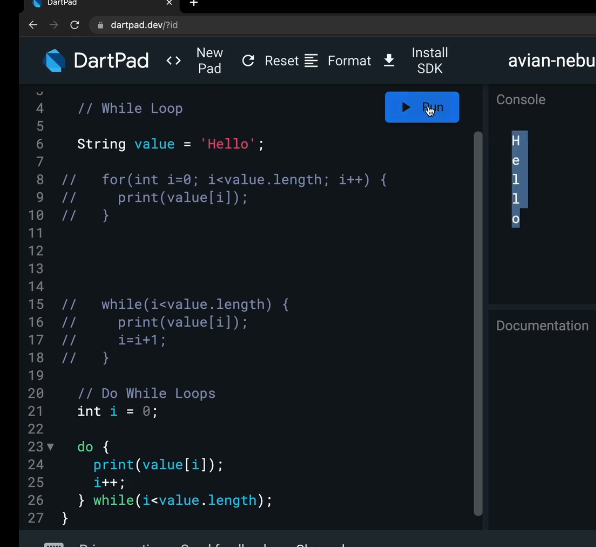 DartPad
dartpad.dev/?id
DartPad
New Pad
Reset
Format
Install SDK
avian-nebu
4 // While Loop
Run
5
6 String value = 'Hello';
7
8 //   for(int i=0; i<value.length; i++) {
9 //     print(value[i]);
10 //   }
11
12
13
14
15 //   while(i<value.length) {
16 //     print(value[i]);
17 //     i=i+1;
18 //   }
19
20 // Do While Loops
21 int i = 0;
22
23 do {
24 print(value[i]);
25 i++;
26 } while(i<value.length);
27 }
Console
H
e
l
l
o
Documentation